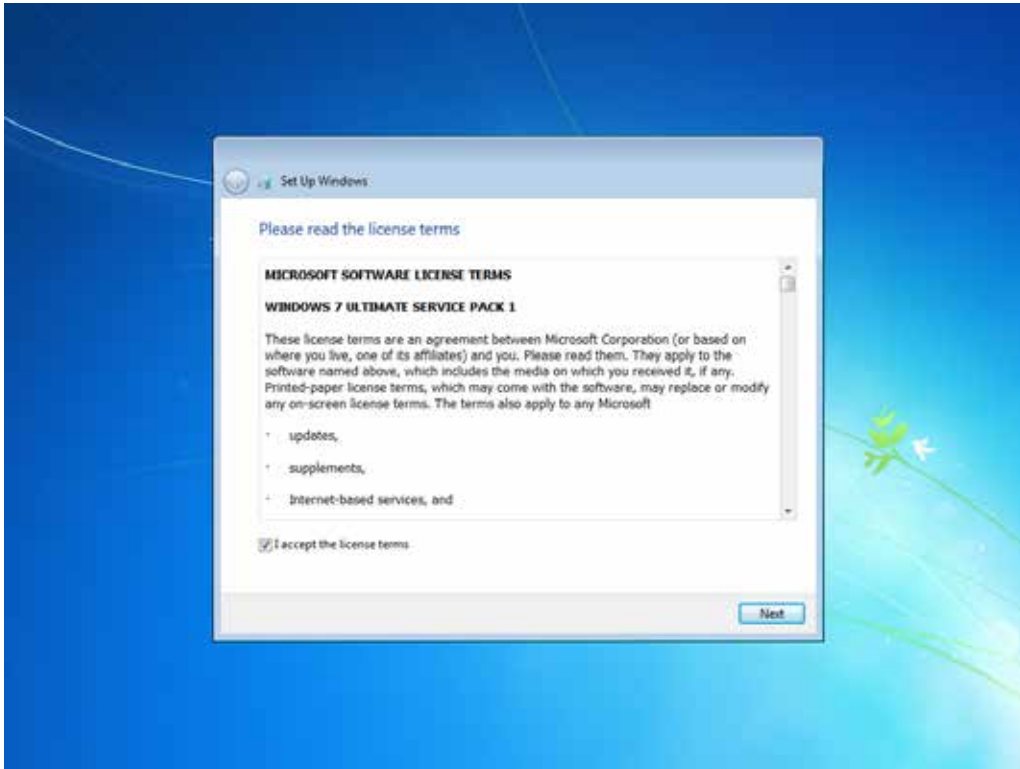 Set Up Windows
Please read the license terms
MICROSOFT SOFTWARE LICENSE TERMS
WINDOWS 7 ULTIMATE SERVICE PACK 1
These license terms are an agreement between Microsoft Corporation (or based on
where you live, one of its affiliates) and you. Please read them. They apply to the
software named above, which includes the media on which you received it, if any.
Printed-paper license terms, which may come with the software, may replace or modify
any on-screen license terms. The terms also apply to any Microsoft
· updates,
· supplements,
· Internet-based services, and
I accept the license terms
Next